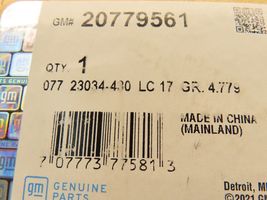 GM# 20779561
QTY. 1
077 23034-430 LC 17 GR. 4.779
MADE IN CHINA
(MAINLAND)
7 07773 77581 3
gm GENUINE
PARTS
Detroit, MI
©2021 G
gm